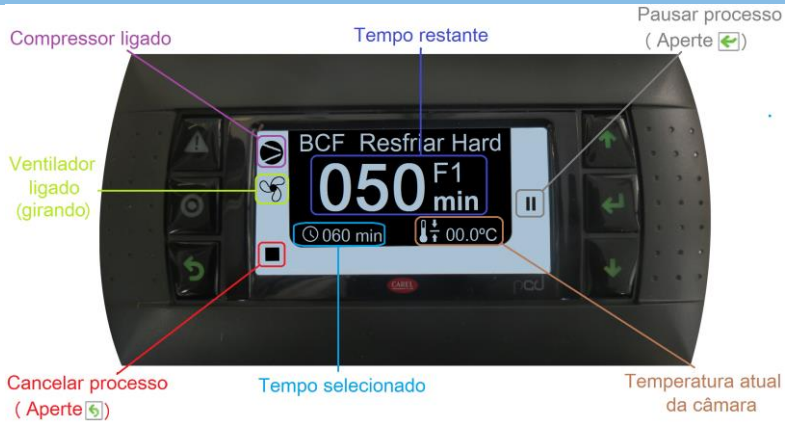 Pausar processo
( Aperte )
Compressor ligado
Tempo restante
BCF Resfriar Hard
050 F1
min
060 min
00.0ºC
Ventilador
ligado
(girando)
CAREL
pcd
Cancelar processo
( Aperte )
Tempo selecionado
Temperatura atual
da câmara